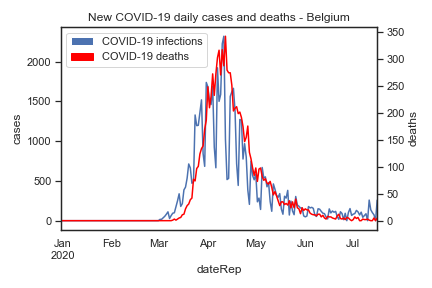 New COVID-19 daily cases and deaths - Belgium
COVID-19 infections
COVID-19 deaths
cases
2000
1500
1000
500
0
deaths
350
300
250
200
150
100
50
0
Jan Feb Mar Apr May Jun Jul
2020
dateRep